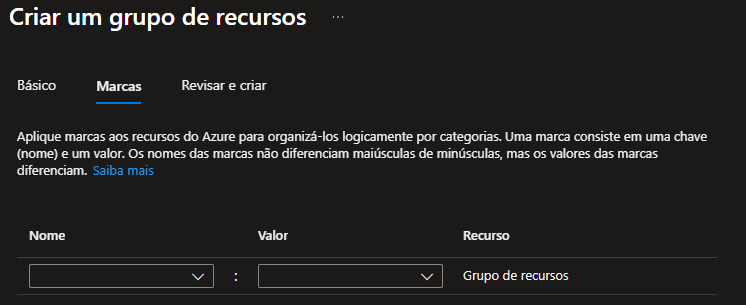 Criar um grupo de recursos ...
Básico Marcas Revisar e criar
Aplique marcas aos recursos do Azure para organizá-los logicamente por categorias. Uma marca consiste em uma chave
(nome) e um valor. Os nomes das marcas não diferenciam maiúsculas de minúsculas, mas os valores das marcas
diferenciam. Saiba mais
Nome Valor Recurso
: Grupo de recursos